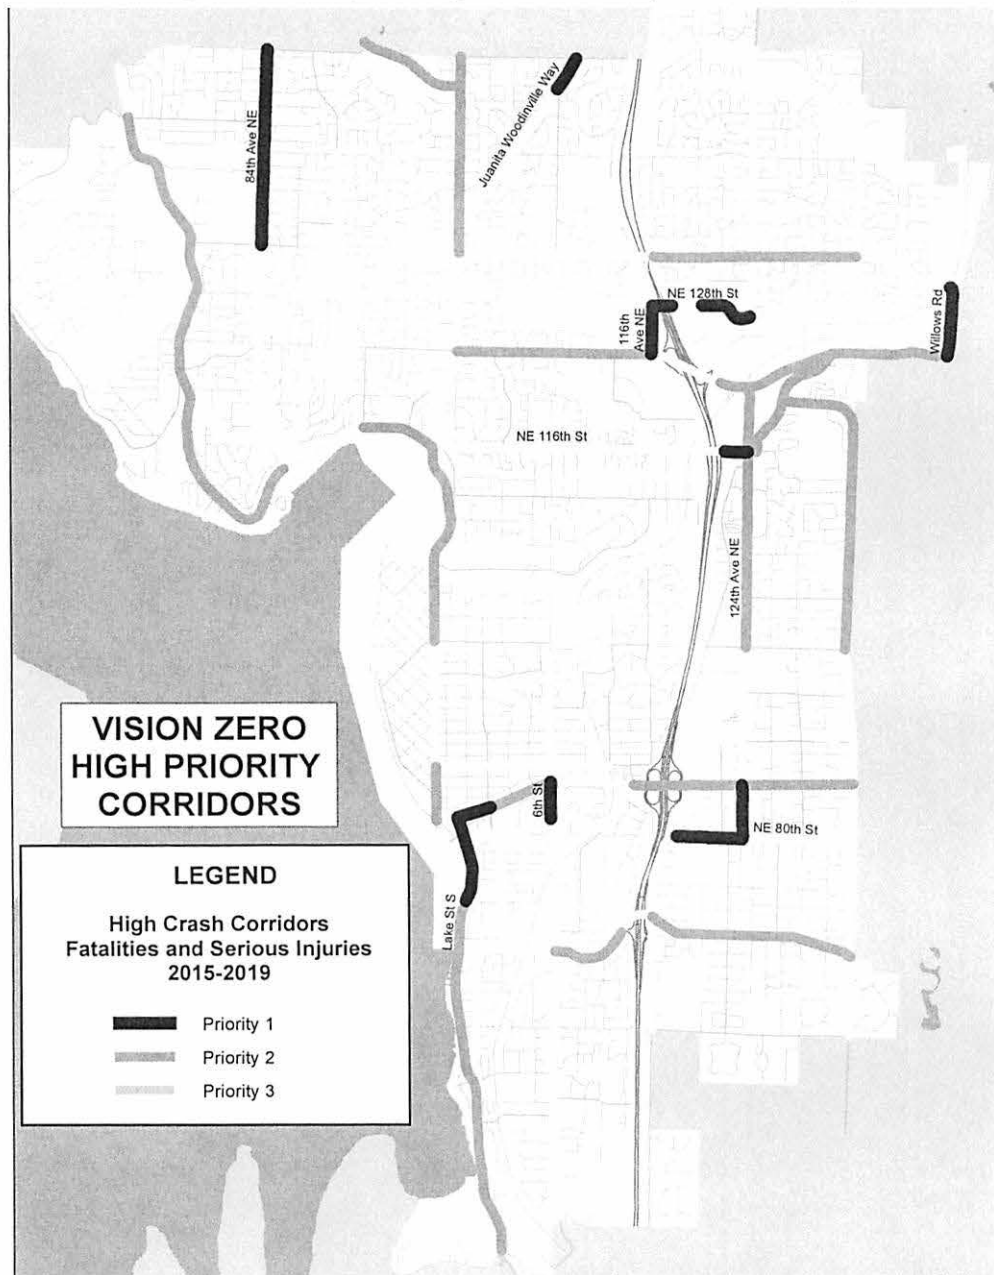 84th Ave NE
Juanita Woodinville Way
NE 128th St
116th
Ave NE
Willows Rd
NE 116th St
124th Ave NE
VISION ZERO
HIGH PRIORITY
CORRIDORS
6th St
NE 80th St
Lake St S
LEGEND
High Crash Corridors
Fatalities and Serious Injuries
2015-2019
Priority 1
Priority 2
Priority 3